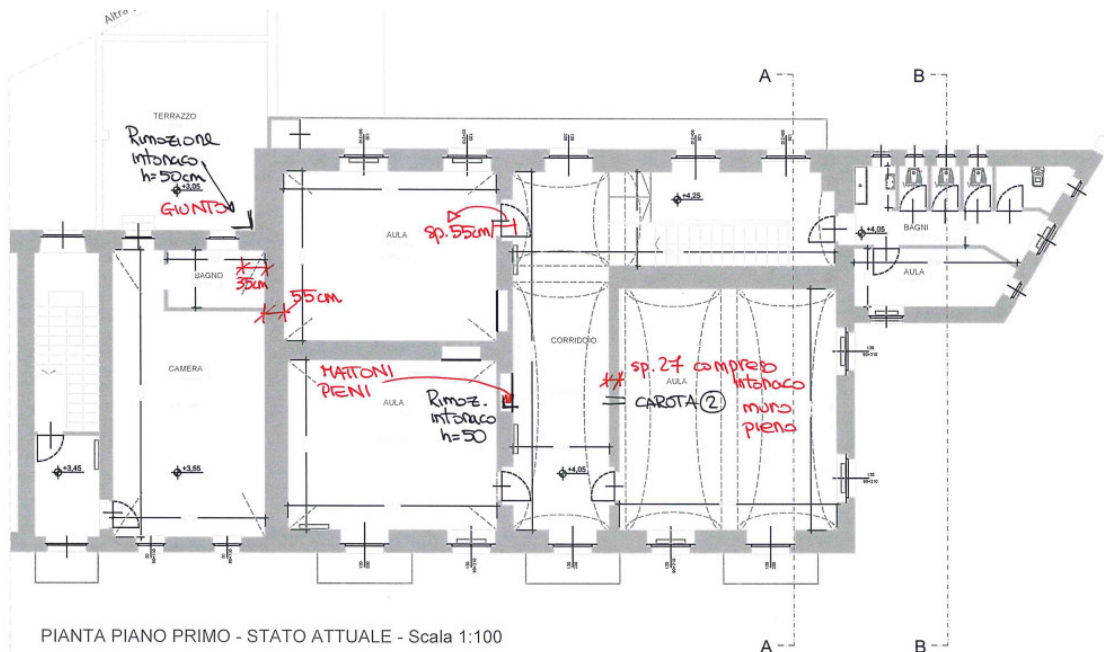 Altra
A
B
TERRAZZO
Rimozione
intonaco
h=50cm
+3,05
GIUNTO
sp. 55cm
AULA
+4,25
+4,05
BAGNI
AULA
BAGNO
35cm
55cm
CORRIDOIO
CAMERA
MATTONI
PIENI
AULA
Rimoz.
intonaco
h=50
sp. 27 compreso
intonaco
AULA
CAROTA 2
muro
pieno
+3,45
+3,55
+4,05
PIANTA PIANO PRIMO - STATO ATTUALE - Scala 1:100
A
B